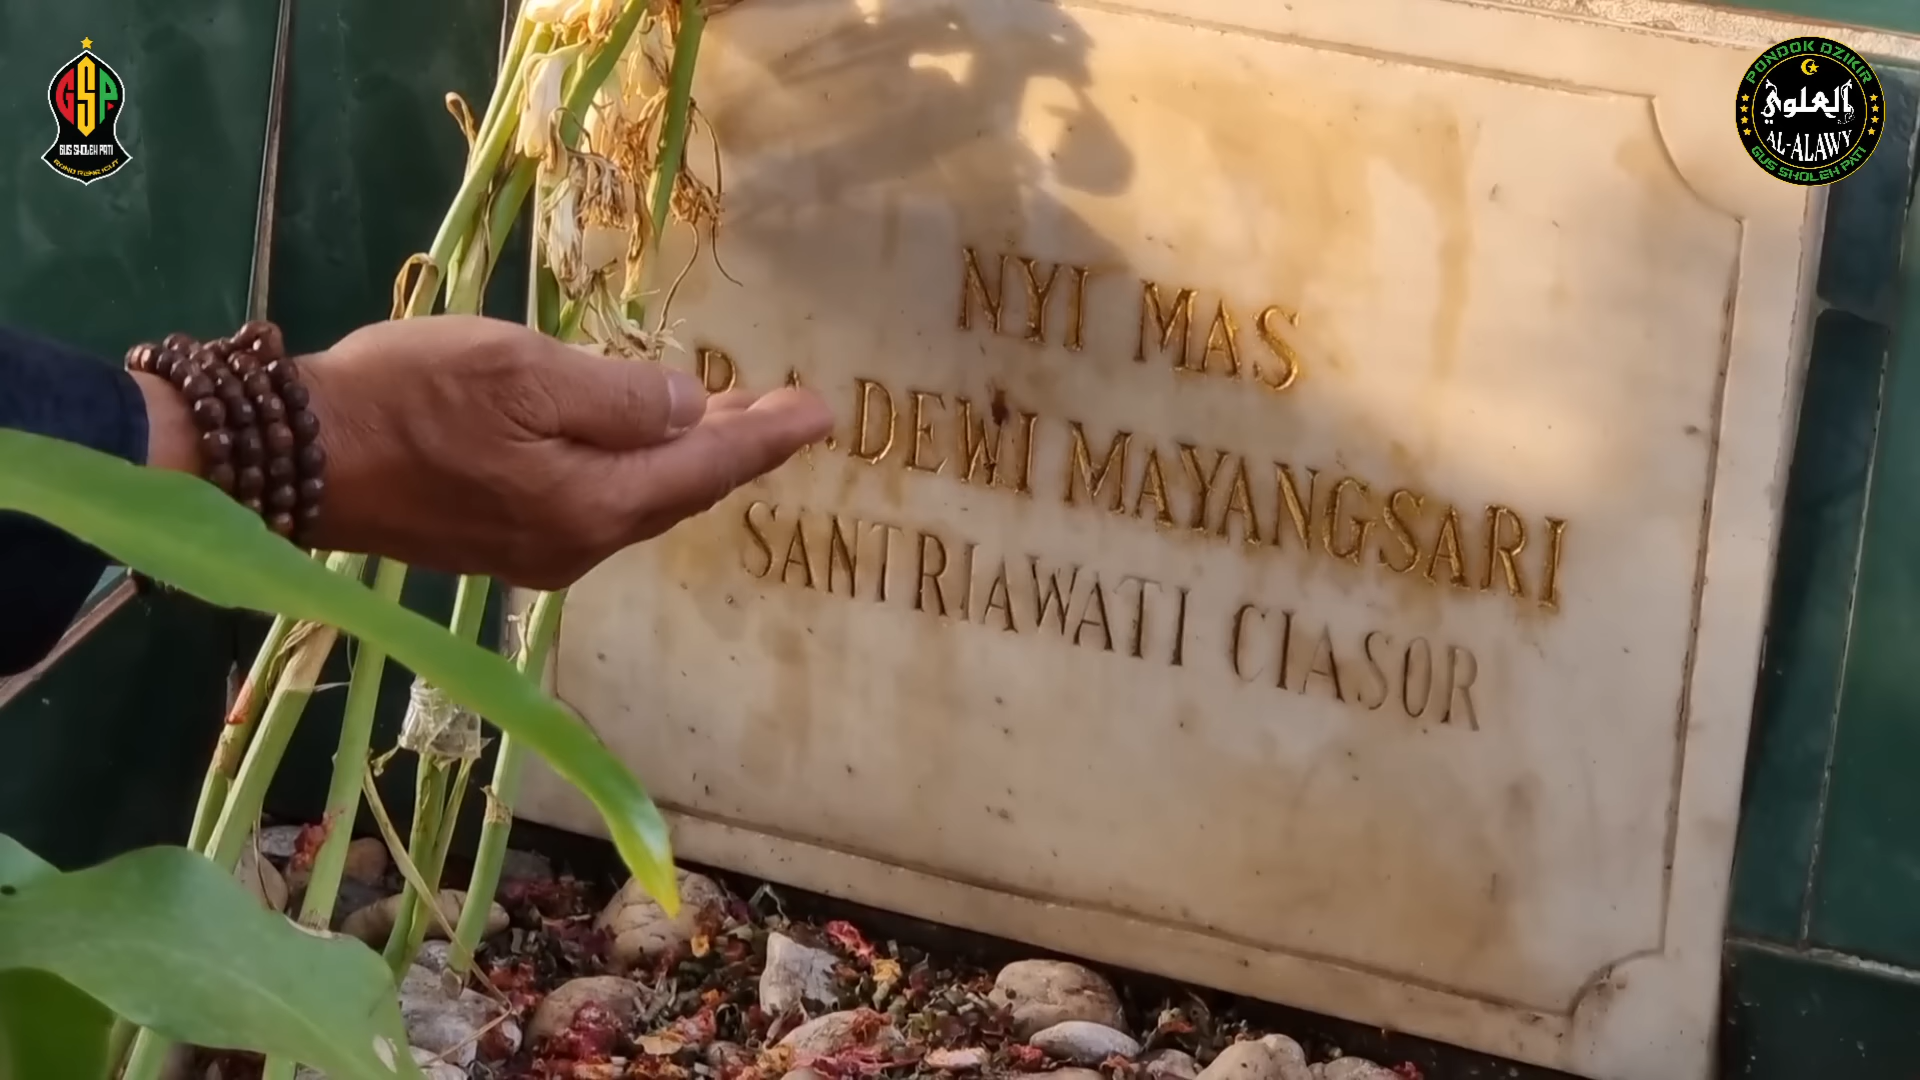 GSP
GUS SHOLEH PATI
PONDOK DZIKIR
العلوي
AL-ALAWY
GUS SHOLEH PATI
NYI MAS
R.A. DEWI MAYANGSARI
SANTRIAWATI CIASOR